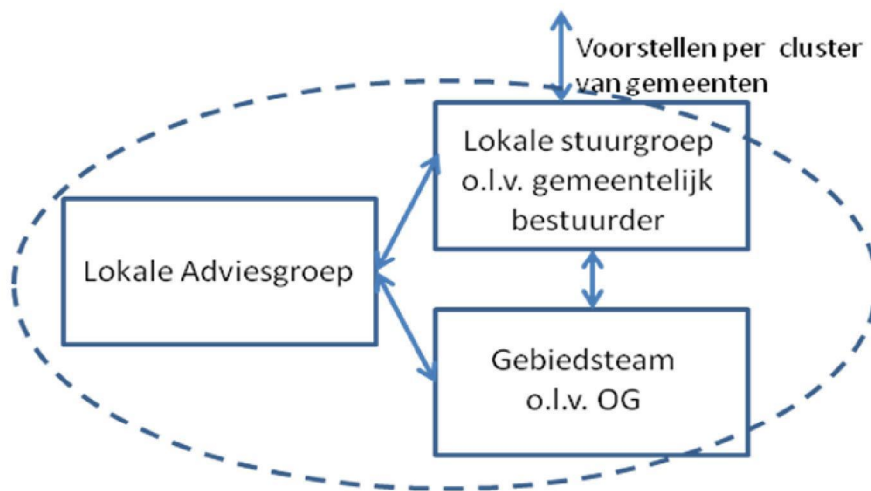 Voorstellen per cluster
van gemeenten
Lokale stuurgroep
o.l.v. gemeentelijk
bestuurder
Lokale Adviesgroep
Gebiedsteam
o.l.v. OG